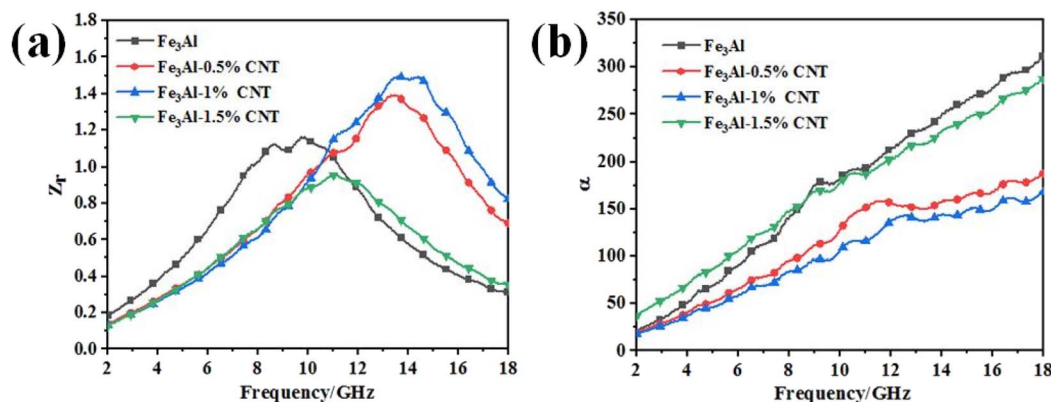 (a)
Zr
1.8
1.6
1.4
1.2
1.0
0.8
0.6
0.4
0.2
0.0
Fe₃Al
Fe₃Al-0.5% CNT
Fe₃Al-1% CNT
Fe₃Al-1.5% CNT
2 4 6 8 10 12 14 16 18
Frequency/GHz
(b)
α
350
300
250
200
150
100
50
0
Fe₃Al
Fe₃Al-0.5% CNT
Fe₃Al-1% CNT
Fe₃Al-1.5% CNT
2 4 6 8 10 12 14 16 18
Frequency/GHz